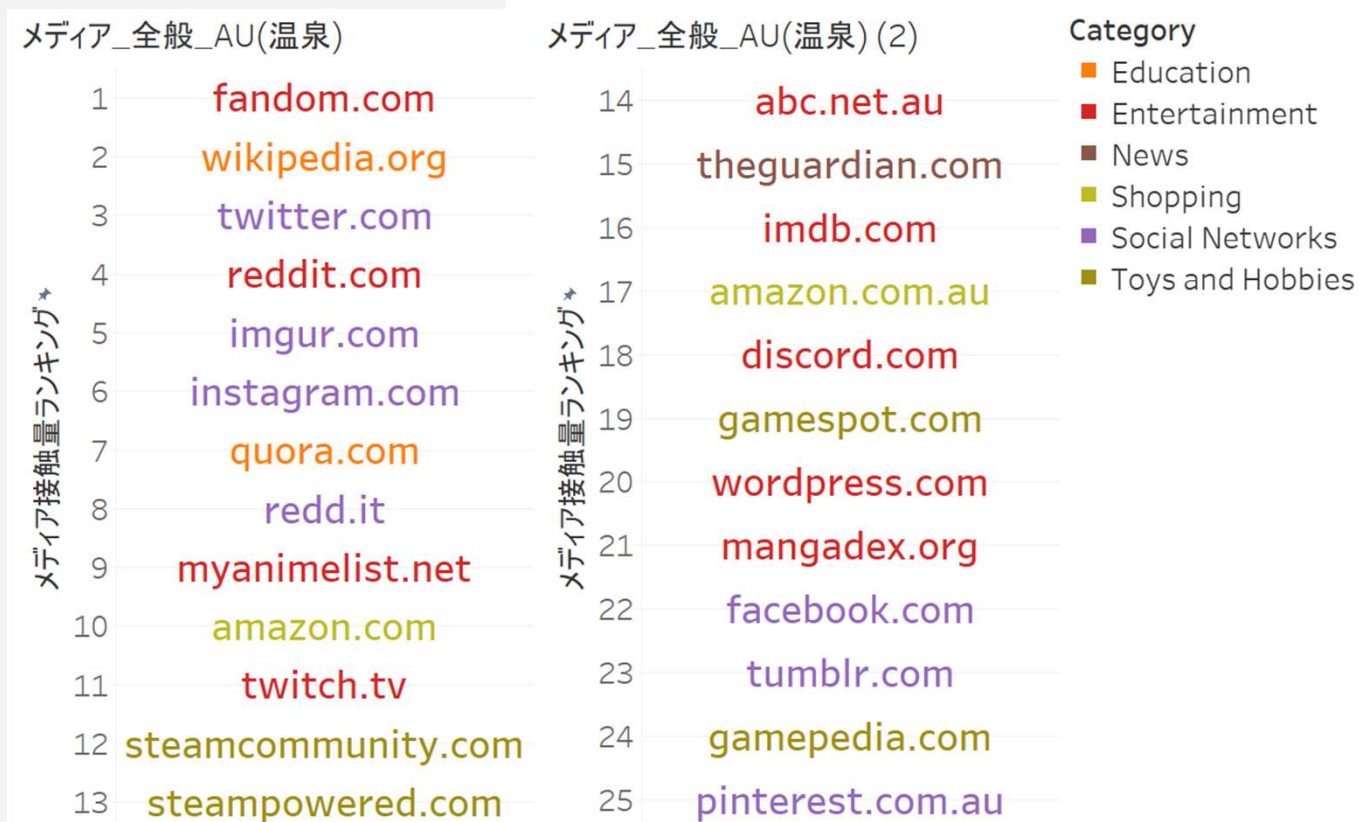 メディア_全般_AU(温泉)
メディア接触量ランキング
1 fandom.com
2 wikipedia.org
3 twitter.com
4 reddit.com
5 imgur.com
6 instagram.com
7 quora.com
8 redd.it
9 myanimelist.net
10 amazon.com
11 twitch.tv
12 steamcommunity.com
13 steampowered.com
メディア_全般_AU(温泉) (2)
メディア接触量ランキング
14 abc.net.au
15 theguardian.com
16 imdb.com
17 amazon.com.au
18 discord.com
19 gamespot.com
20 wordpress.com
21 mangadex.org
22 facebook.com
23 tumblr.com
24 gamepedia.com
25 pinterest.com.au
Category
Education
Entertainment
News
Shopping
Social Networks
Toys and Hobbies